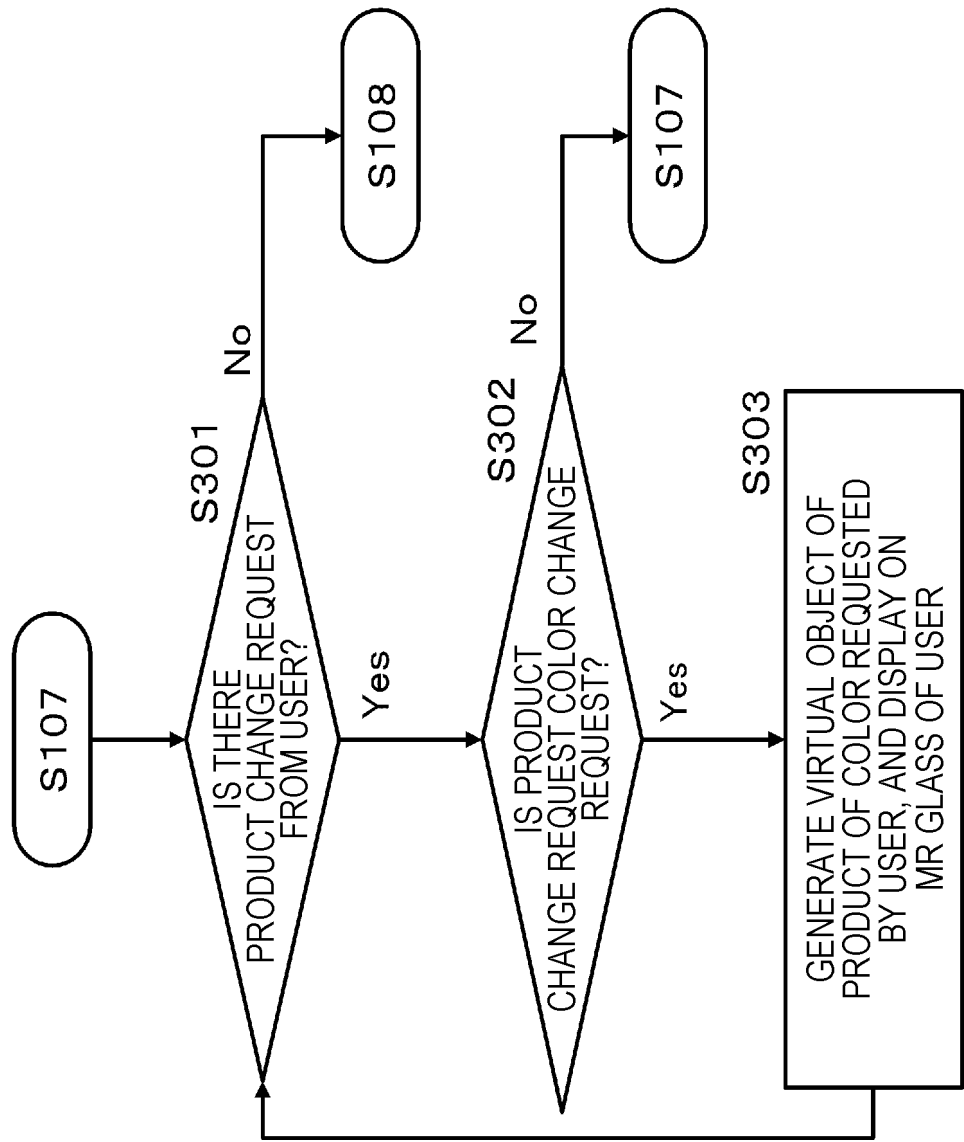 S107
S301
IS THERE
PRODUCT CHANGE REQUEST
FROM USER?
No
S108
Yes
S302
IS PRODUCT
CHANGE REQUEST COLOR CHANGE
REQUEST?
No
S107
Yes
S303
GENERATE VIRTUAL OBJECT OF
PRODUCT OF COLOR REQUESTED
BY USER, AND DISPLAY ON
MR GLASS OF USER